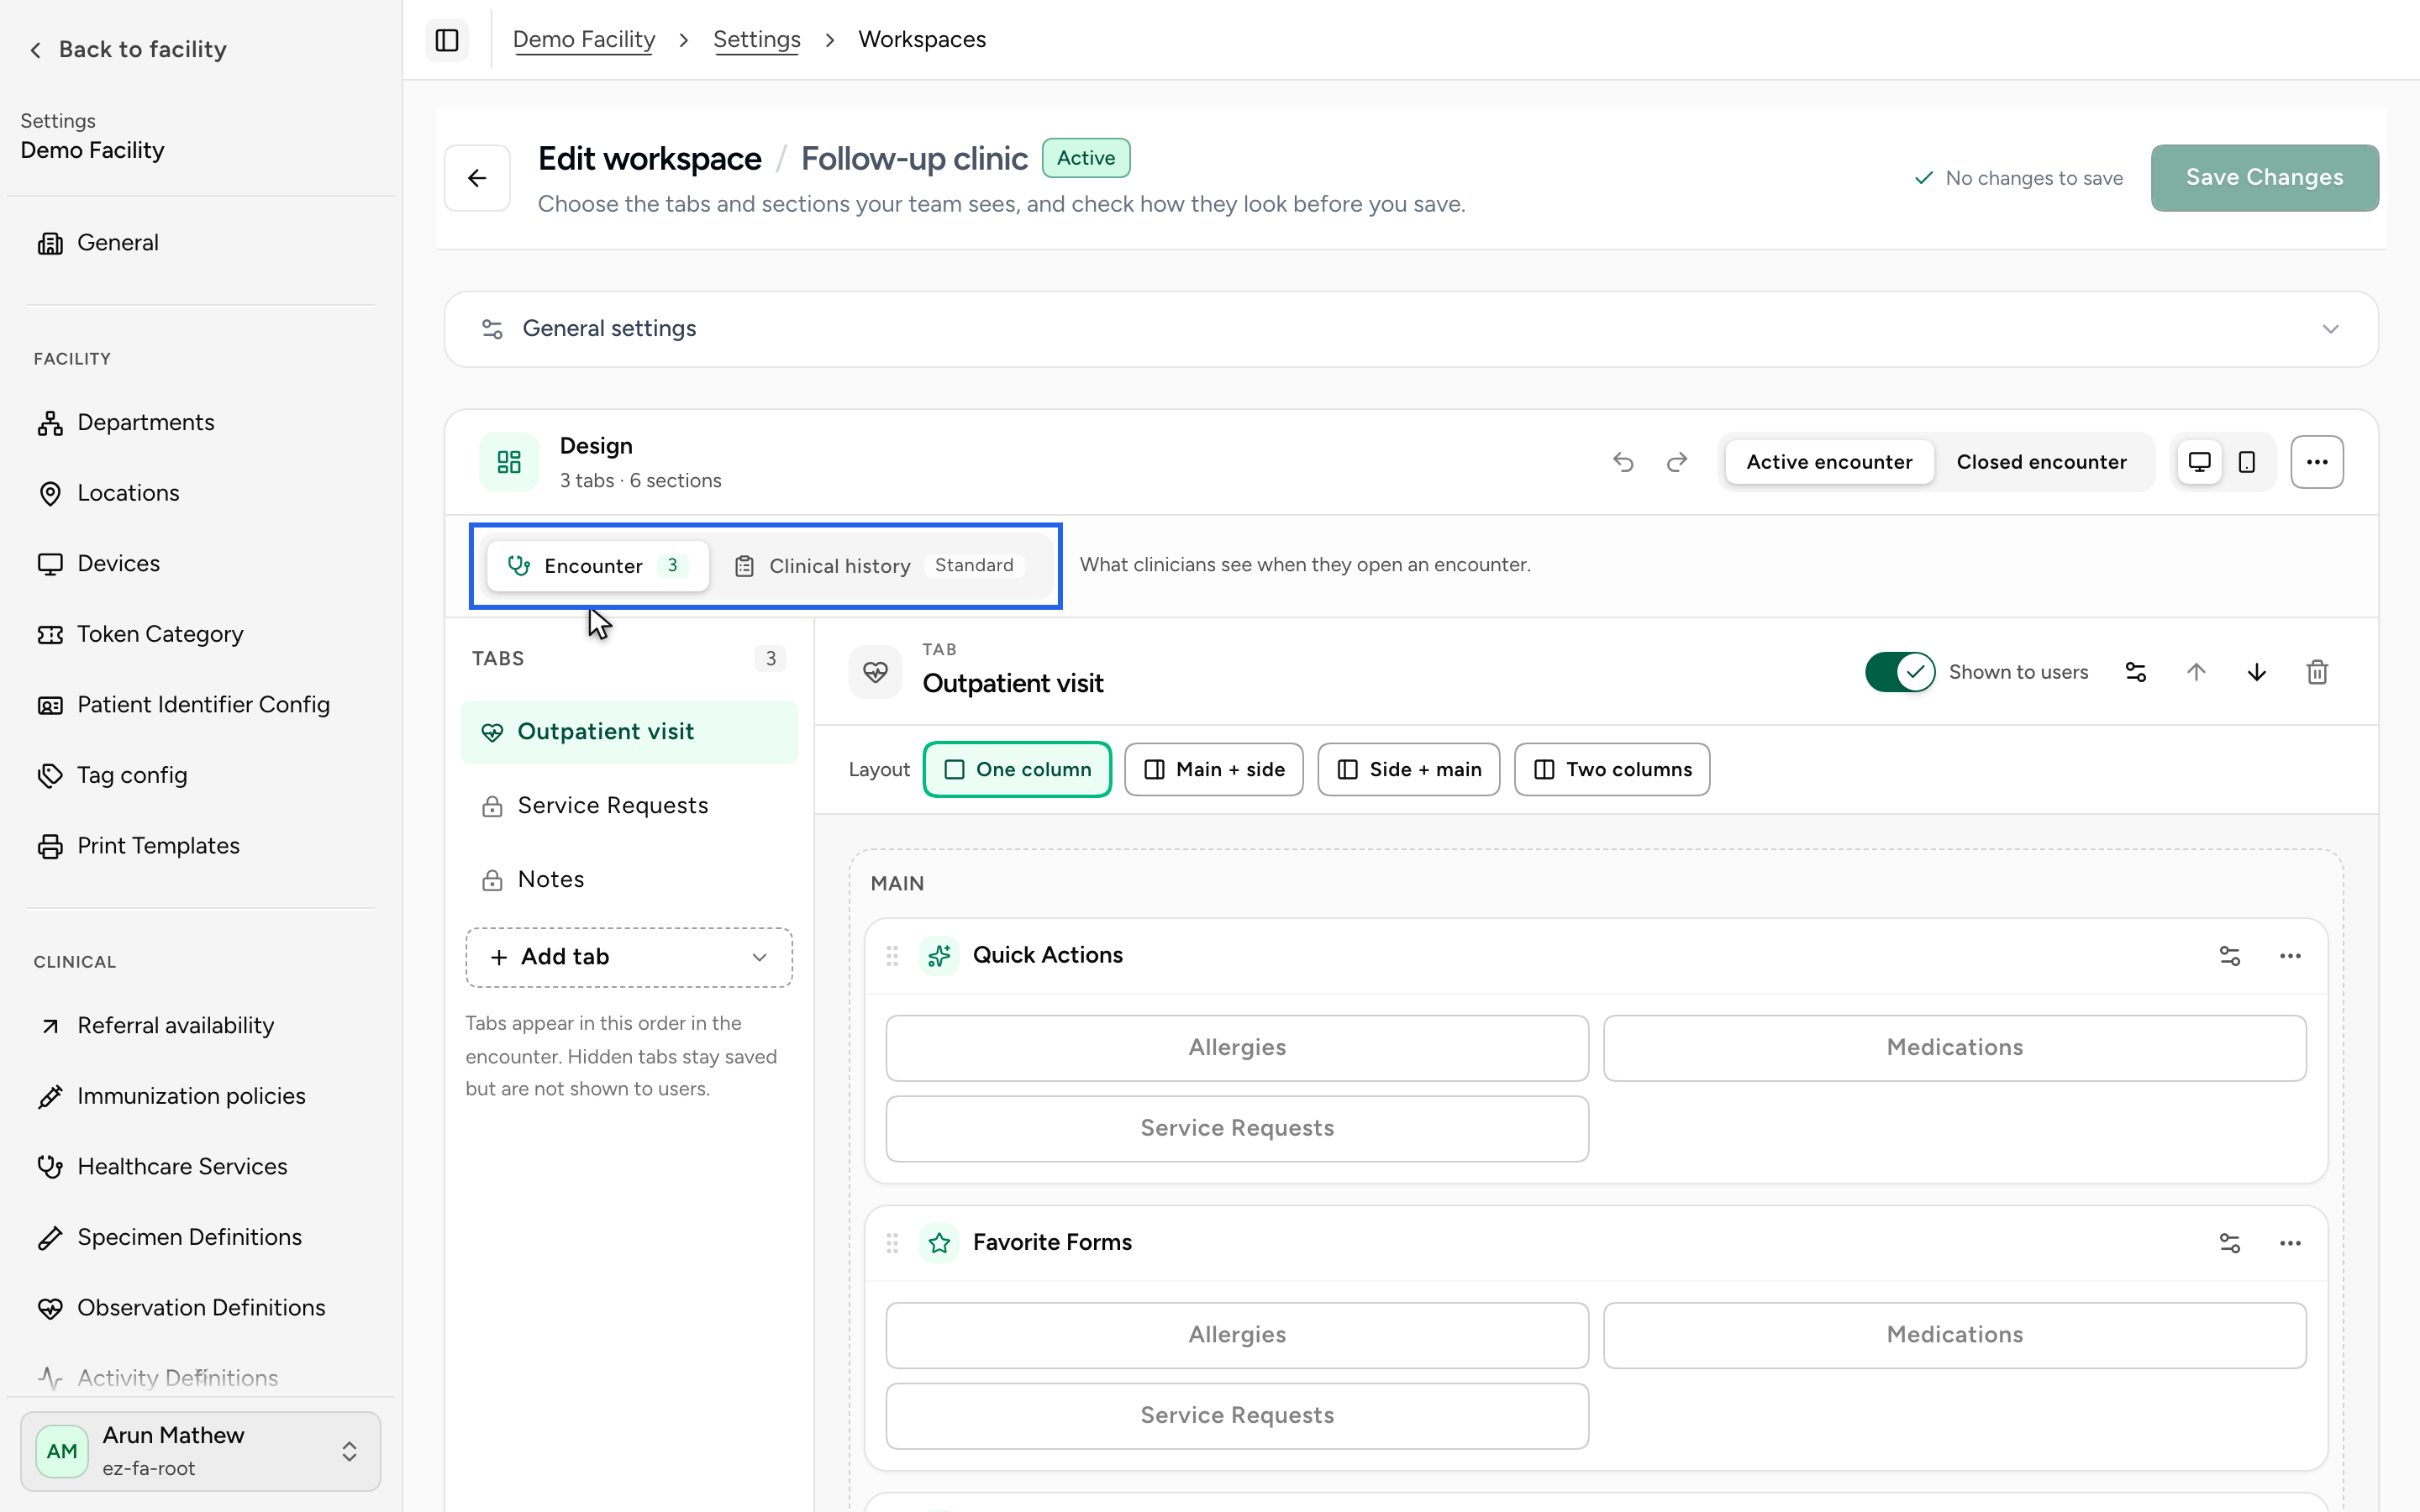 Back to facility
Settings
Demo Facility
General
FACILITY
Departments
Locations
Devices
Token Category
Patient Identifier Config
Tag config
Print Templates
CLINICAL
Referral availability
Immunization policies
Healthcare Services
Specimen Definitions
Observation Definitions
Activity Definitions
AM
Arun Mathew
ez-fa-root
Demo Facility > Settings > Workspaces
Edit workspace / Follow-up clinic Active
Choose the tabs and sections your team sees, and check how they look before you save.
No changes to save
Save Changes
General settings
Design
3 tabs · 6 sections
Active encounter Closed encounter
Encounter 3 Clinical history Standard
What clinicians see when they open an encounter.
TABS 3
Outpatient visit
Service Requests
Notes
+ Add tab
Tabs appear in this order in the
encounter. Hidden tabs stay saved
but are not shown to users.
TAB
Outpatient visit
Shown to users
Layout One column Main + side Side + main Two columns
MAIN
Quick Actions
Allergies Medications
Service Requests
Favorite Forms
Allergies Medications
Service Requests